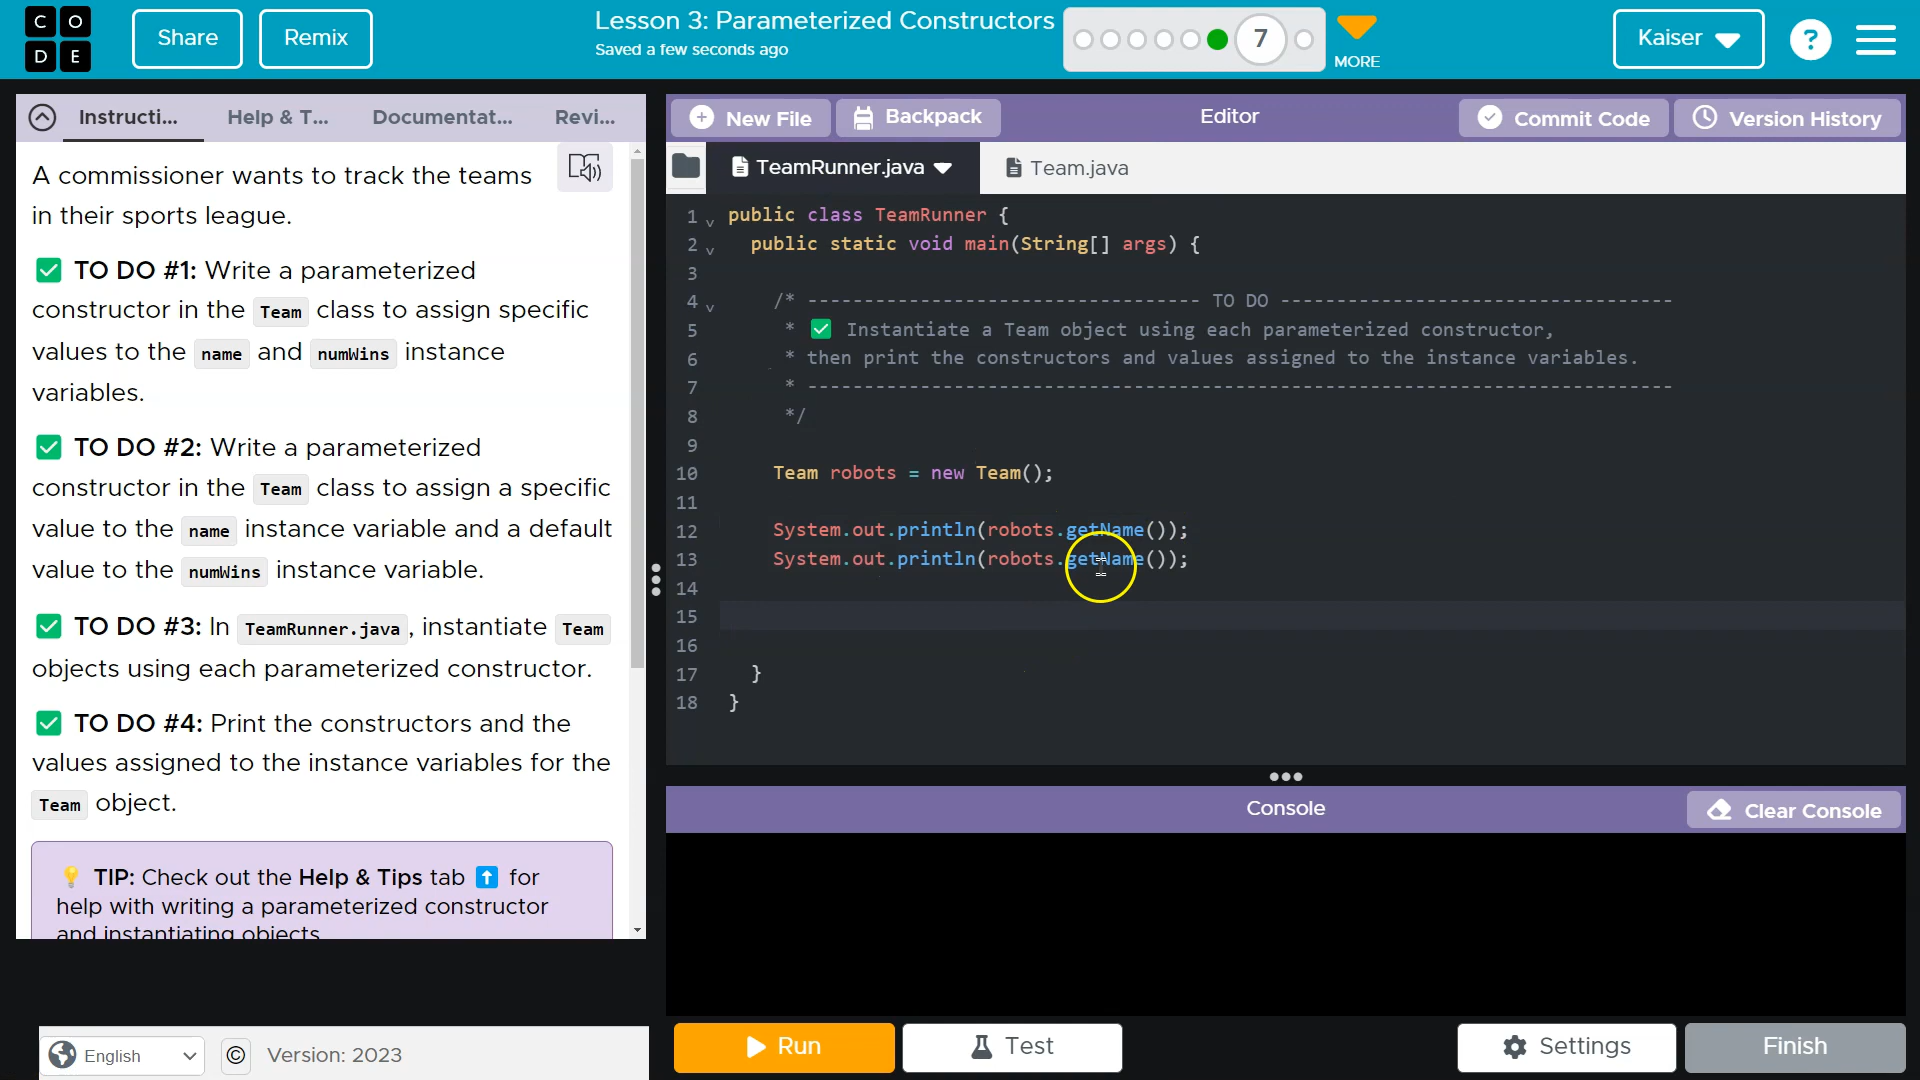 C O
D E
Share
Remix
Lesson 3: Parameterized Constructors
Saved a few seconds ago
7
MORE
Kaiser
?
Instructi...
Help & T...
Documentat...
Revi...
A commissioner wants to track the teams
in their sports league.
✅ TO DO #1: Write a parameterized
constructor in the Team class to assign specific
values to the name and numWins instance
variables.
✅ TO DO #2: Write a parameterized
constructor in the Team class to assign a specific
value to the name instance variable and a default
value to the numWins instance variable.
✅ TO DO #3: In TeamRunner.java, instantiate Team
objects using each parameterized constructor.
✅ TO DO #4: Print the constructors and the
values assigned to the instance variables for the
Team object.
💡 TIP: Check out the Help & Tips tab ⬆ for
help with writing a parameterized constructor
and instantiating objects
English
© Version: 2023
New File
Backpack
Editor
Commit Code
Version History
TeamRunner.java
Team.java
1 public class TeamRunner {
2 public static void main(String[] args) {
3
4 /* ----------------------------------- TO DO -----------------------------------
5 * ✅ Instantiate a Team object using each parameterized constructor,
6 * then print the constructors and values assigned to the instance variables.
7 * -----------------------------------------------------------------------------
8 */
9
10 Team robots = new Team();
11
12 System.out.println(robots.getName());
13 System.out.println(robots.getName());
14
15
16
17 }
18 }
Console
Clear Console
Run
Test
Settings
Finish